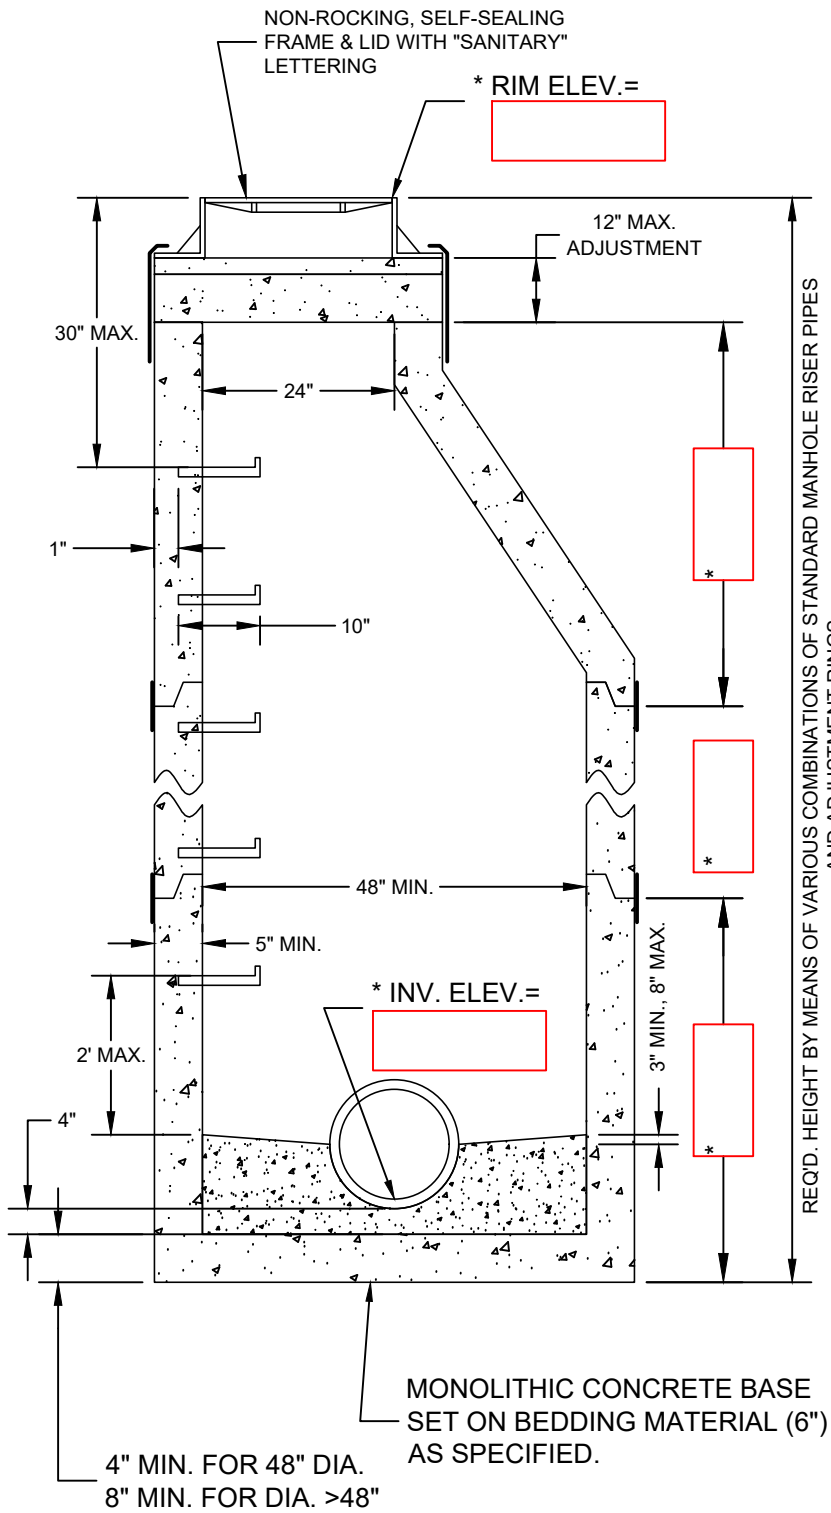 NON-ROCKING, SELF-SEALING
FRAME & LID WITH "SANITARY"
LETTERING
* RIM ELEV.=
12" MAX.
ADJUSTMENT
30" MAX.
24"
1"
10"
*
*
48" MIN.
5" MIN.
* INV. ELEV.=
3" MIN., 8" MAX.
2' MAX.
4"
*
REQ'D. HEIGHT BY MEANS OF VARIOUS COMBINATIONS OF STANDARD MANHOLE RISER PIPES
AND ADJUSTMENT RINGS
MONOLITHIC CONCRETE BASE
SET ON BEDDING MATERIAL (6")
AS SPECIFIED.
4" MIN. FOR 48" DIA.
8" MIN. FOR DIA. >48"